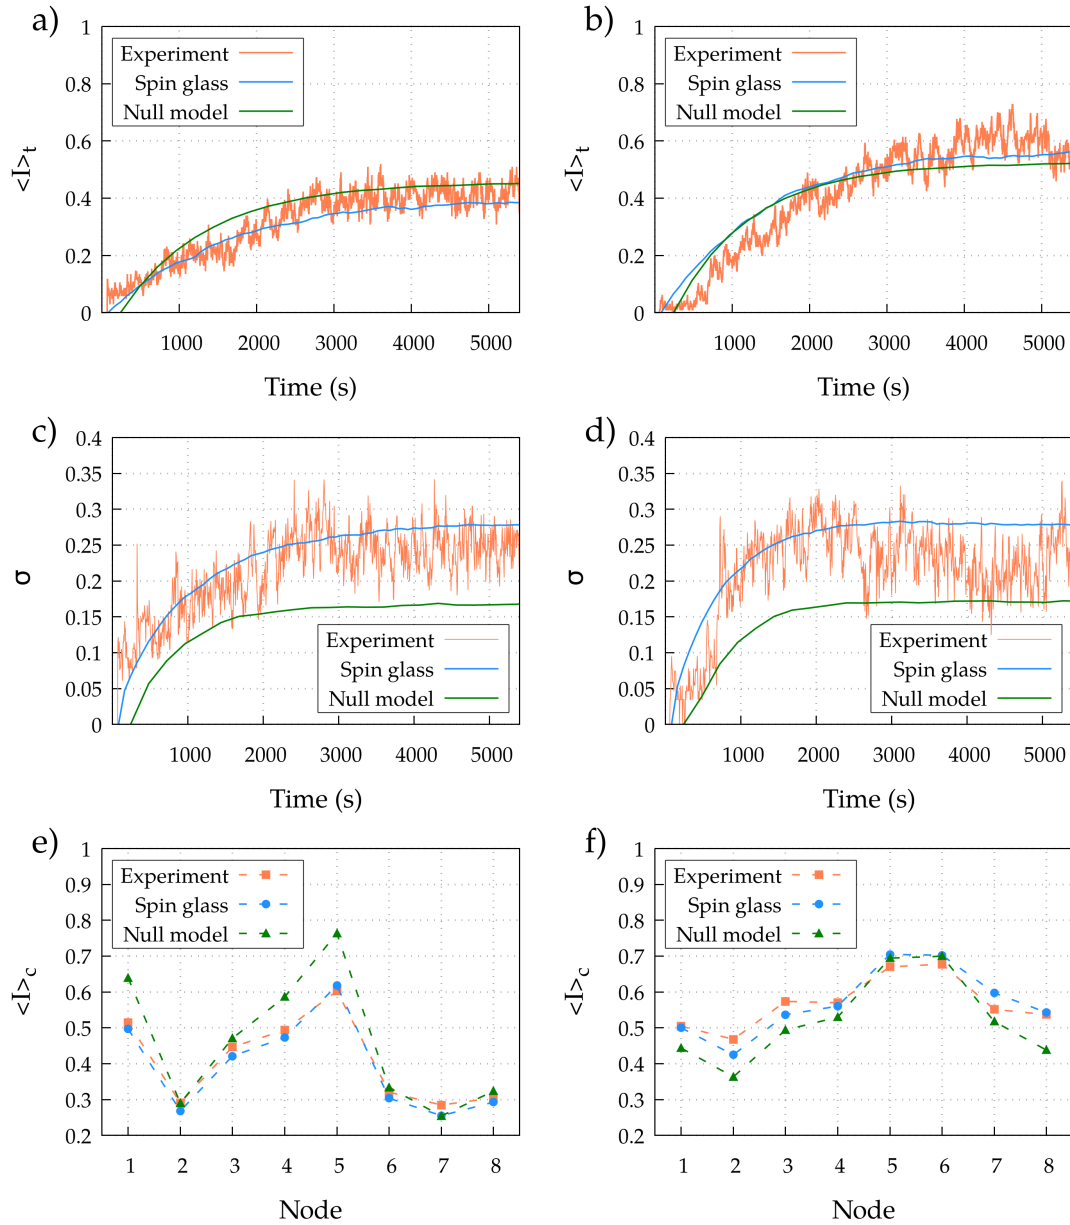 a)
1
0.8
0.6
0.4
0.2
0
<I>t
Experiment
Spin glass
Null model
1000 2000 3000 4000 5000
Time (s)
b)
1
0.8
0.6
0.4
0.2
0
<I>t
Experiment
Spin glass
Null model
1000 2000 3000 4000 5000
Time (s)
c)
0.4
0.35
0.3
0.25
0.2
0.15
0.1
0.05
0
σ
Experiment
Spin glass
Null model
1000 2000 3000 4000 5000
Time (s)
d)
0.4
0.35
0.3
0.25
0.2
0.15
0.1
0.05
0
σ
Experiment
Spin glass
Null model
1000 2000 3000 4000 5000
Time (s)
e)
1
0.9
0.8
0.7
0.6
0.5
0.4
0.3
0.2
<I>c
Experiment
Spin glass
Null model
1 2 3 4 5 6 7 8
Node
f)
1
0.9
0.8
0.7
0.6
0.5
0.4
0.3
0.2
<I>c
Experiment
Spin glass
Null model
1 2 3 4 5 6 7 8
Node